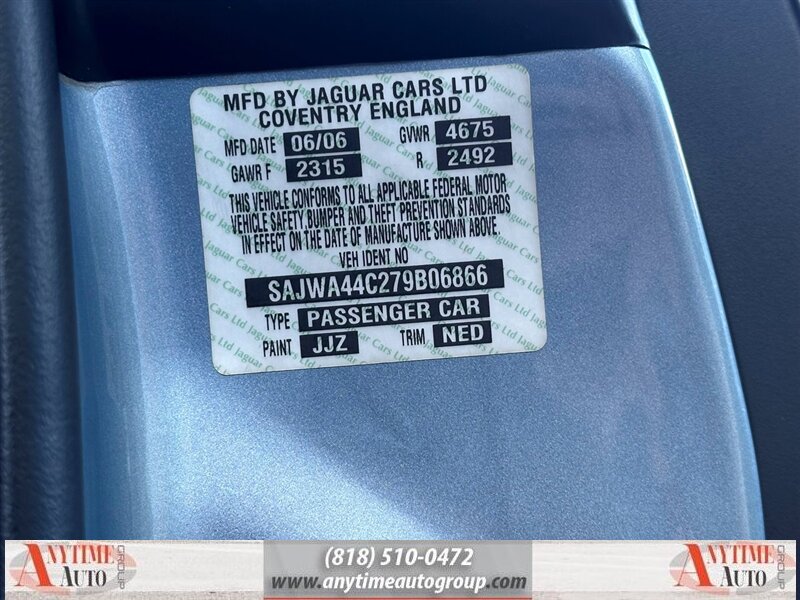 MFD BY JAGUAR CARS LTD
COVENTRY ENGLAND
MFD DATE 06/06 GVWR 4675
GAWR F 2315 R 2492
THIS VEHICLE CONFORMS TO ALL APPLICABLE FEDERAL MOTOR
VEHICLE SAFETY BUMPER AND THEFT PREVENTION STANDARDS
IN EFFECT ON THE DATE OF MANUFACTURE SHOWN ABOVE.
VEH IDENT NO
SAJWA44C279B06866
TYPE PASSENGER CAR
PAINT JJZ TRIM NED
ANYTIME AUTO GROUP
(818) 510-0472
www.anytimeautogroup.com
ANYTIME AUTO GROUP